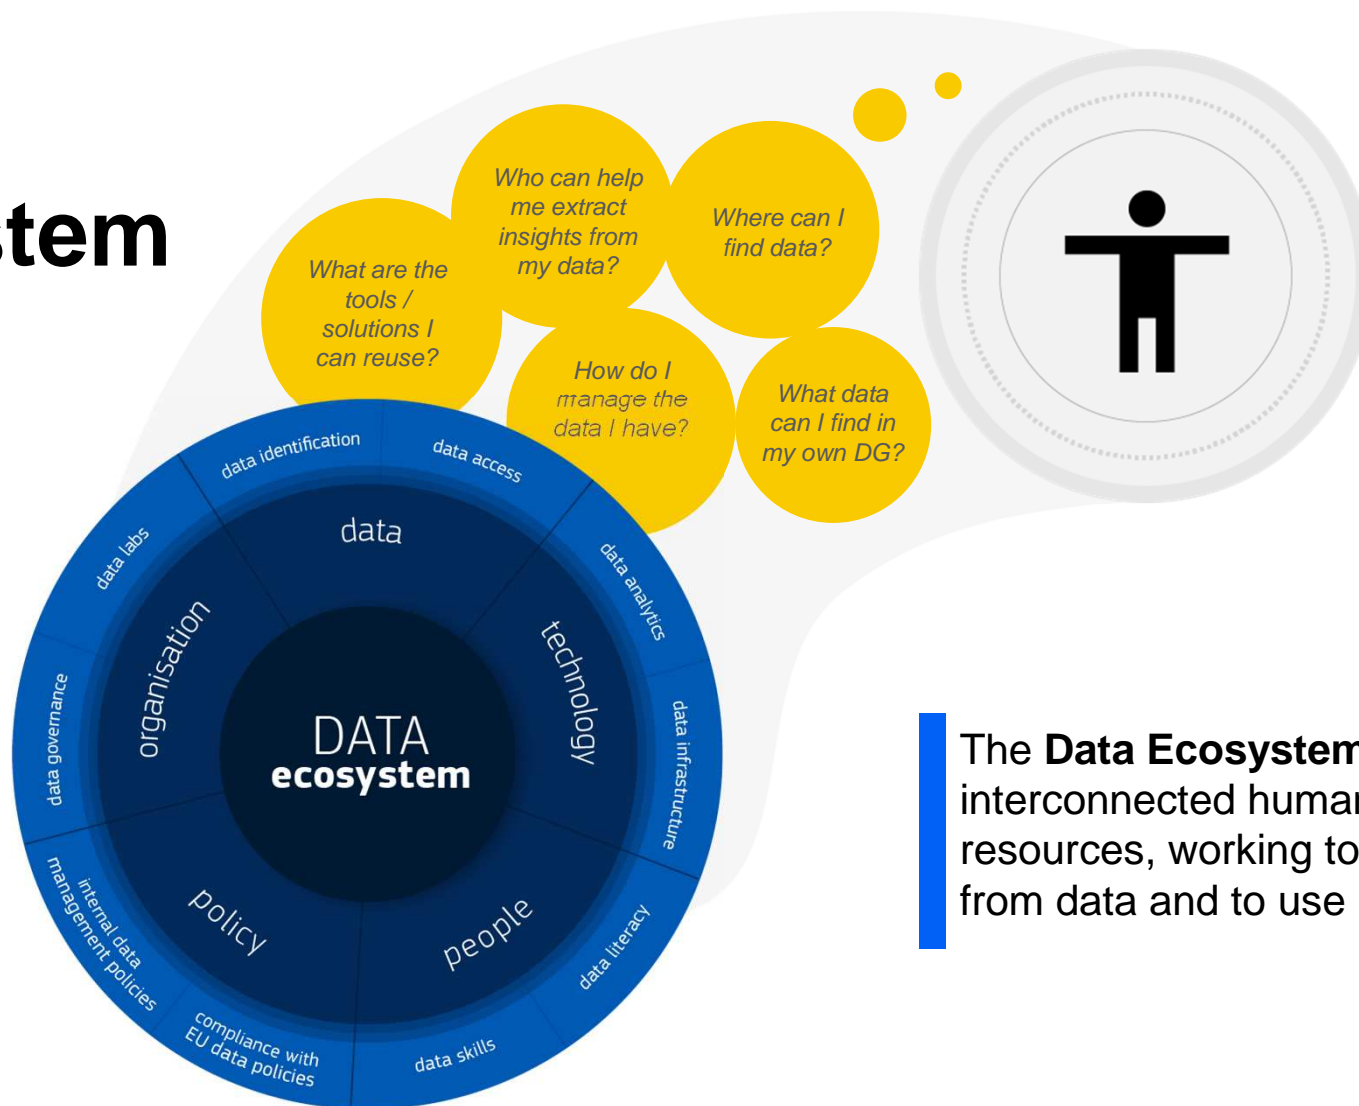 stem
Who can help
me extract
insights from
my data?
Where can I
find data?
What are the
tools /
solutions I
can reuse?
How do I
manage the
data I have?
What data
can I find in
my own DG?
data identification
data access
data labs
data analytics
data
organisation
technology
data governance
data infrastructure
DATA
ecosystem
The Data Ecosystem
interconnected human
resources, working to
from data and to use
policy
people
internal data
management policies
data literacy
compliance with
EU data policies
data skills